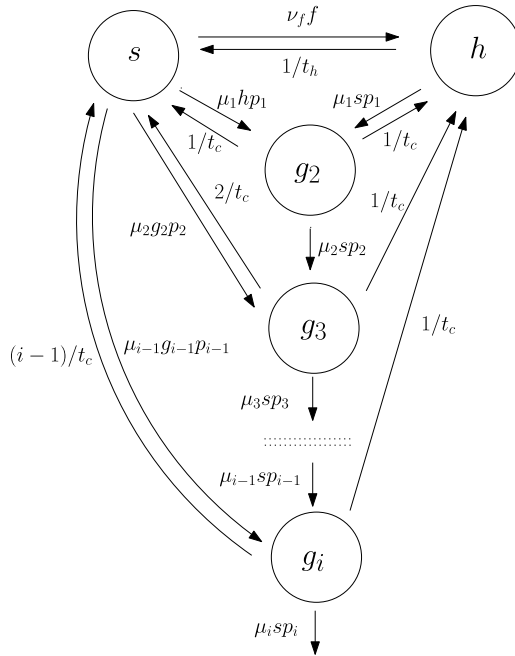 ν_f f
s
h
1/t_h
μ_1hp_1
μ_1sp_1
1/t_c
1/t_c
g_2
2/t_c
1/t_c
μ_2g_2p_2
μ_2sp_2
g_3
1/t_c
(i − 1)/t_c
μ_{i−1}g_{i−1}p_{i−1}
μ_3sp_3
μ_{i−1}sp_{i−1}
g_i
μ_isp_i